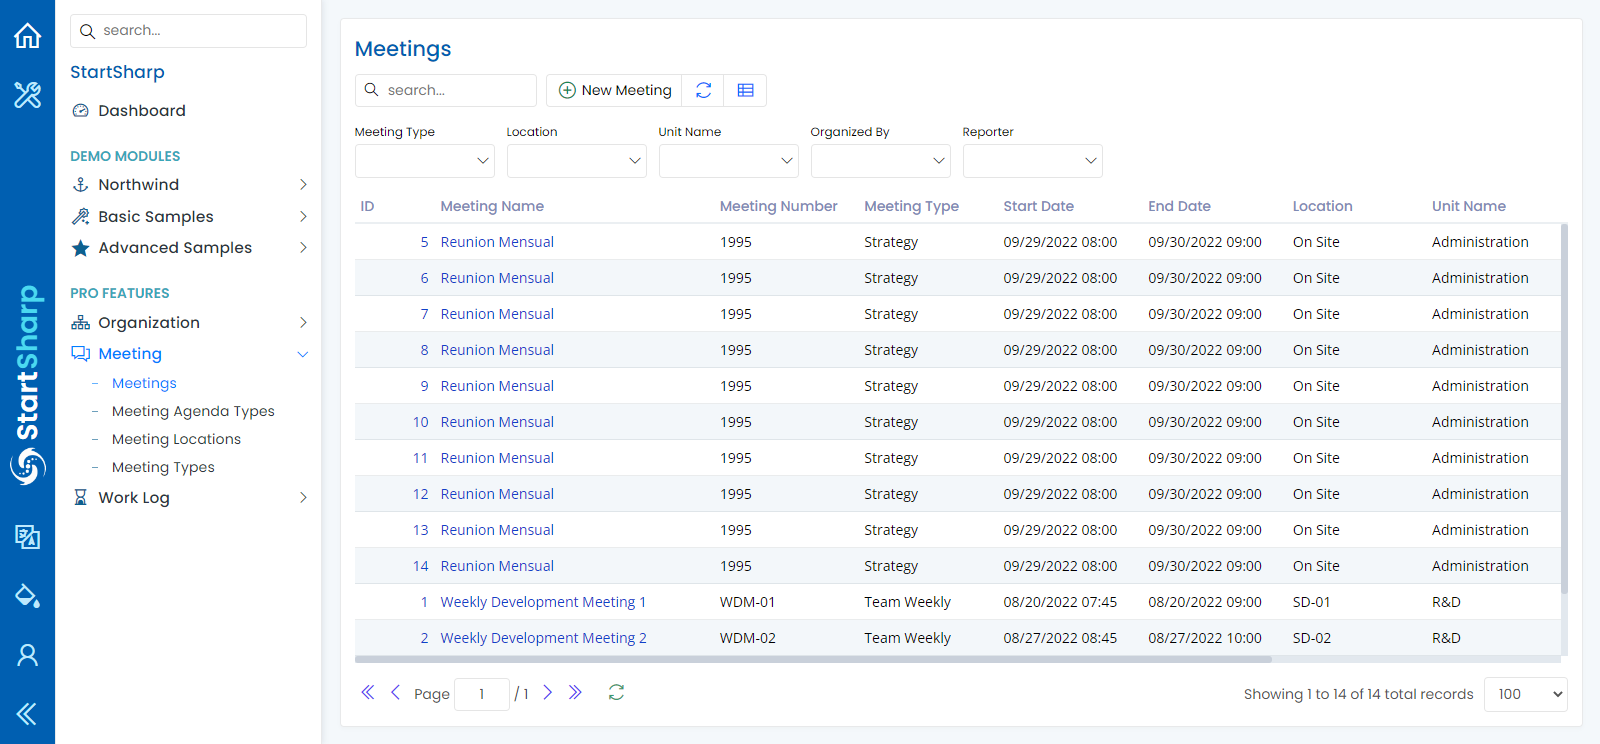 search...
StartSharp
Dashboard
DEMO MODULES
Northwind
Basic Samples
Advanced Samples
PRO FEATURES
Organization
Meeting
- Meetings
- Meeting Agenda Types
- Meeting Locations
- Meeting Types
Work Log
StartSharp
Meetings
search...
New Meeting
Meeting Type Location Unit Name Organized By Reporter
ID Meeting Name Meeting Number Meeting Type Start Date End Date Location Unit Name
5 Reunion Mensual 1995 Strategy 09/29/2022 08:00 09/30/2022 09:00 On Site Administration
6 Reunion Mensual 1995 Strategy 09/29/2022 08:00 09/30/2022 09:00 On Site Administration
7 Reunion Mensual 1995 Strategy 09/29/2022 08:00 09/30/2022 09:00 On Site Administration
8 Reunion Mensual 1995 Strategy 09/29/2022 08:00 09/30/2022 09:00 On Site Administration
9 Reunion Mensual 1995 Strategy 09/29/2022 08:00 09/30/2022 09:00 On Site Administration
10 Reunion Mensual 1995 Strategy 09/29/2022 08:00 09/30/2022 09:00 On Site Administration
11 Reunion Mensual 1995 Strategy 09/29/2022 08:00 09/30/2022 09:00 On Site Administration
12 Reunion Mensual 1995 Strategy 09/29/2022 08:00 09/30/2022 09:00 On Site Administration
13 Reunion Mensual 1995 Strategy 09/29/2022 08:00 09/30/2022 09:00 On Site Administration
14 Reunion Mensual 1995 Strategy 09/29/2022 08:00 09/30/2022 09:00 On Site Administration
1 Weekly Development Meeting 1 WDM-01 Team Weekly 08/20/2022 07:45 08/20/2022 09:00 SD-01 R&D
2 Weekly Development Meeting 2 WDM-02 Team Weekly 08/27/2022 08:45 08/27/2022 10:00 SD-02 R&D
Page 1 / 1
Showing 1 to 14 of 14 total records 100